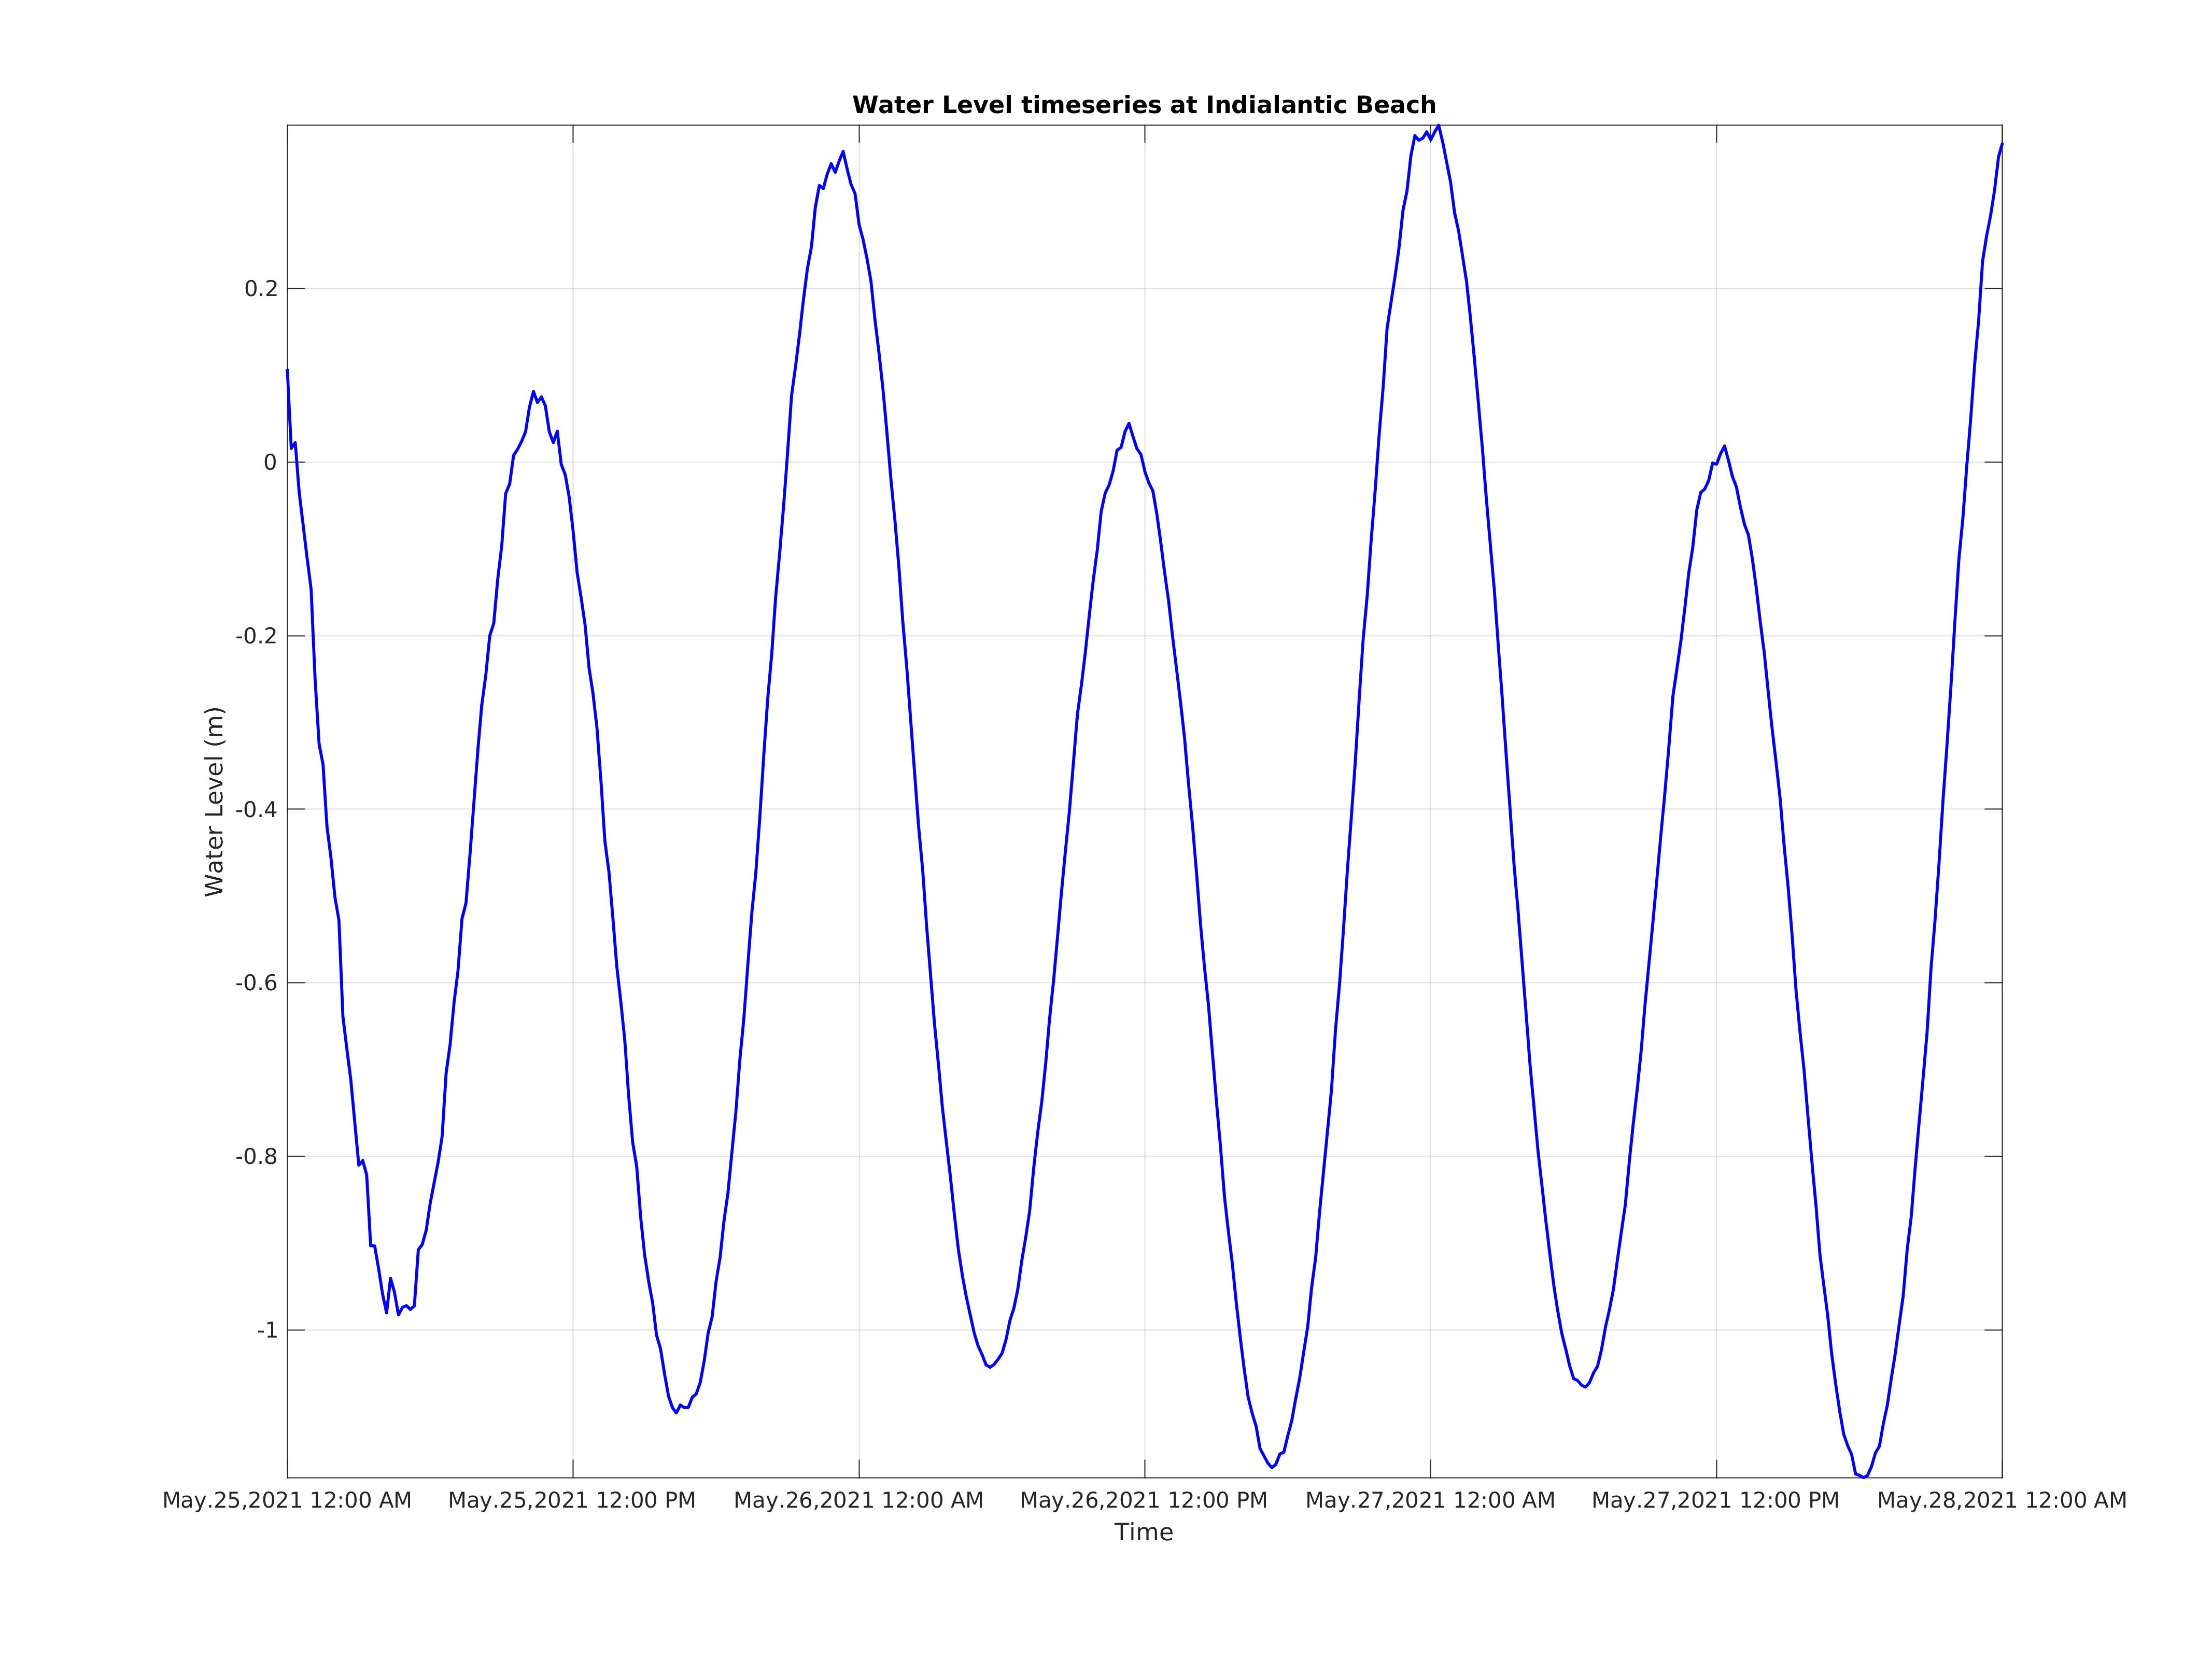 Water Level timeseries at Indialantic Beach
0.2
0
-0.2
-0.4
-0.6
-0.8
-1
Water Level (m)
May.25,2021 12:00 AM May.25,2021 12:00 PM May.26,2021 12:00 AM May.26,2021 12:00 PM May.27,2021 12:00 AM May.27,2021 12:00 PM May.28,2021 12:00 AM
Time